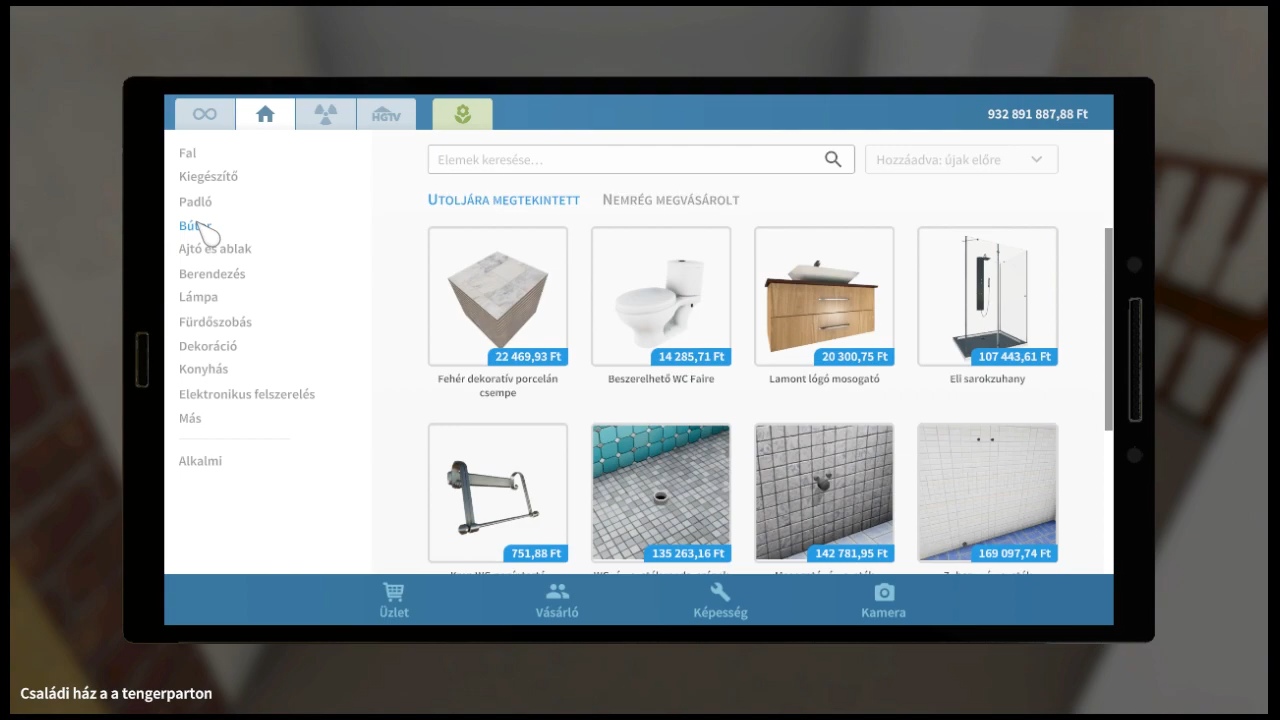 HGTV
932 891 887,88 Ft
Fal
Kiegészítő
Padló
Ajtó és ablak
Berendezés
Lámpa
Fürdőszobás
Dekoráció
Konyhás
Elektronikus felszerelés
Más
Alkalmi
Elemek keresése...
Hozzáadva: újak előre
UTOLJÁRA MEGTEKINTETT
NEMRÉG MEGVÁSÁROLT
22 469,93 Ft
14 285,71 Ft
20 300,75 Ft
107 443,61 Ft
Fehér dekoratív porcelán
csempe
Beszerelhető WC Faire
Lamont lógó mosogató
Eli sarokzuhany
751,88 Ft
135 263,16 Ft
142 781,95 Ft
169 097,74 Ft
Üzlet
Vásárló
Képesség
Kamera
Családi ház a a tengerparton